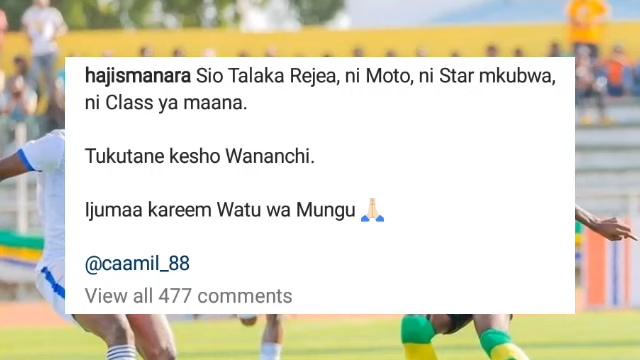 hajismanara Sio Talaka Rejea, ni Moto, ni Star mkubwa,
ni Class ya maana.
Tukutane kesho Wananchi.
Ijumaa kareem Watu wa Mungu 🙏🏻
@caamil_88
View all 477 comments